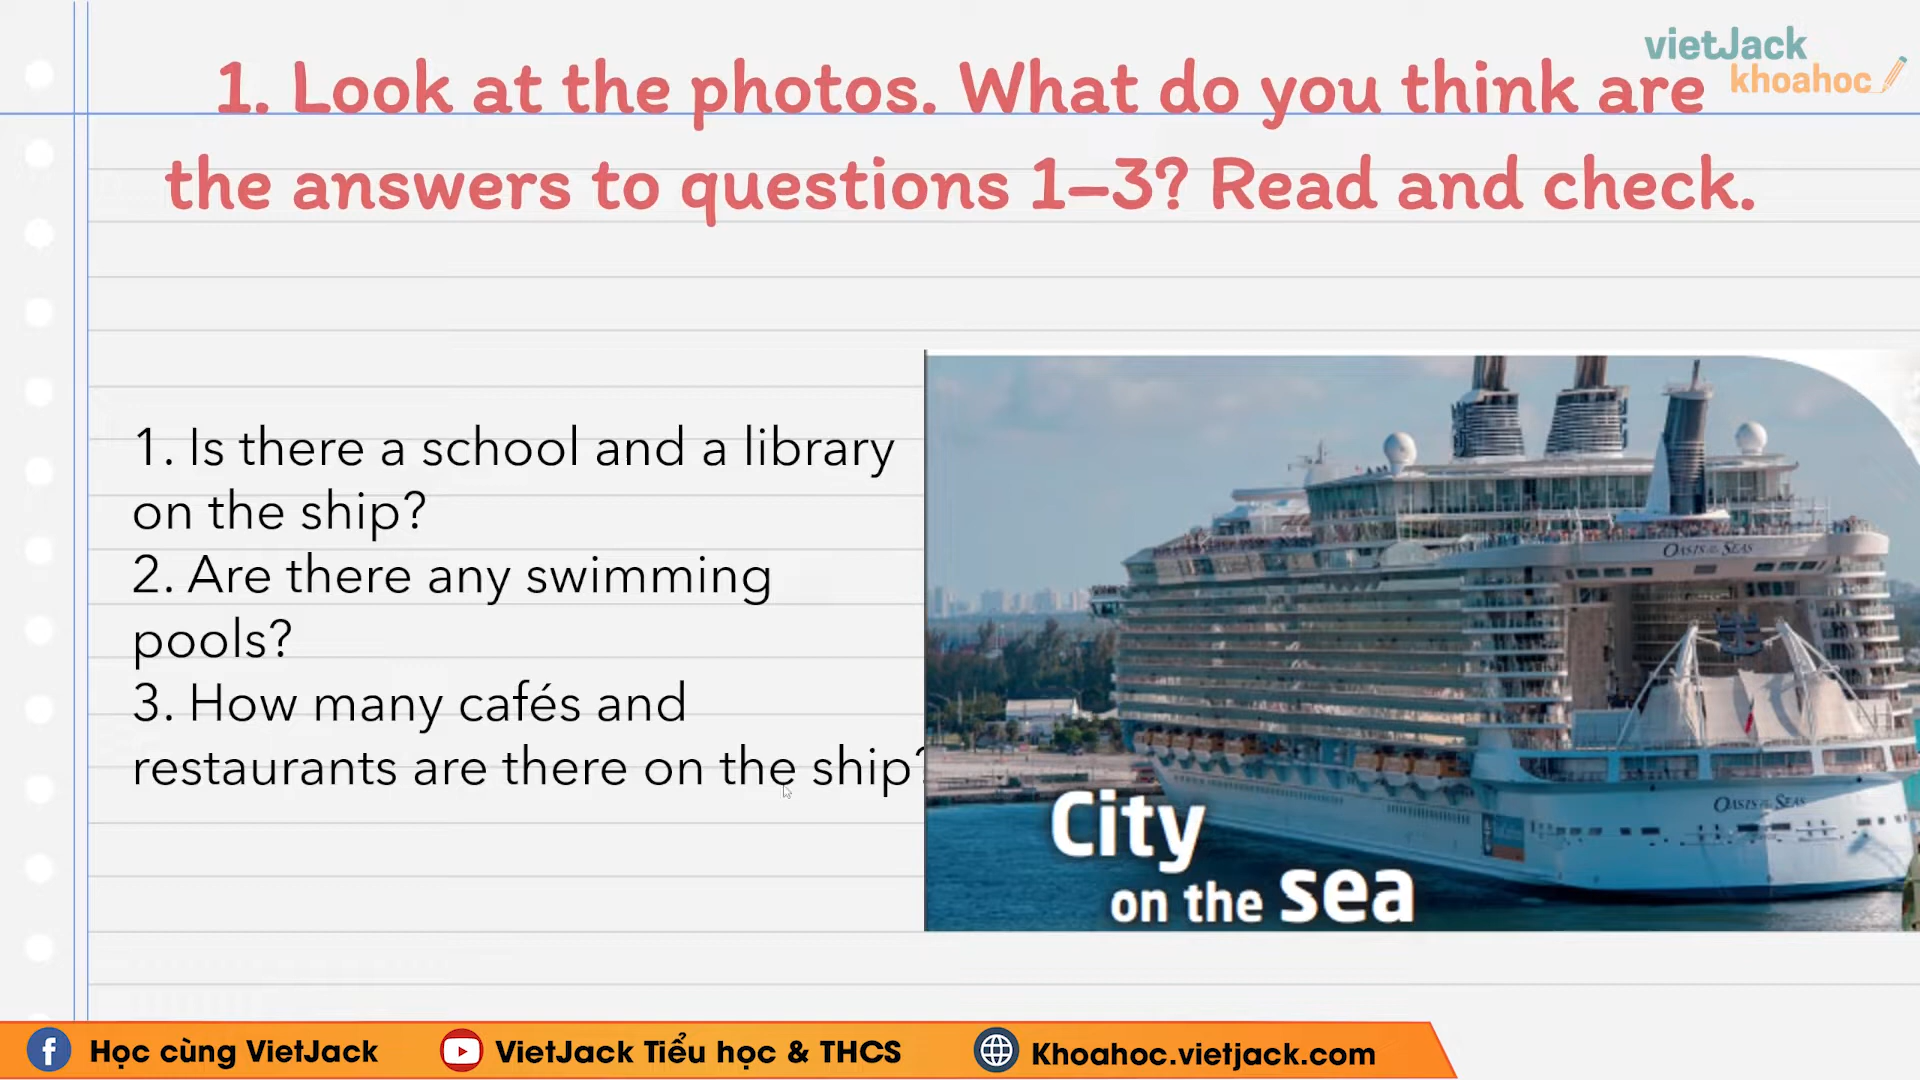 vietJack
khoahoc
1. Look at the photos. What do you think are
the answers to questions 1–3? Read and check.
1. Is there a school and a library
on the ship?
2. Are there any swimming
pools?
3. How many cafés and
restaurants are there on the ship?
OASIS OF THE SEAS
OASIS OF THE SEAS
City
on the sea
Học cùng VietJack
VietJack Tiểu học & THCS
Khoahoc.vietjack.com